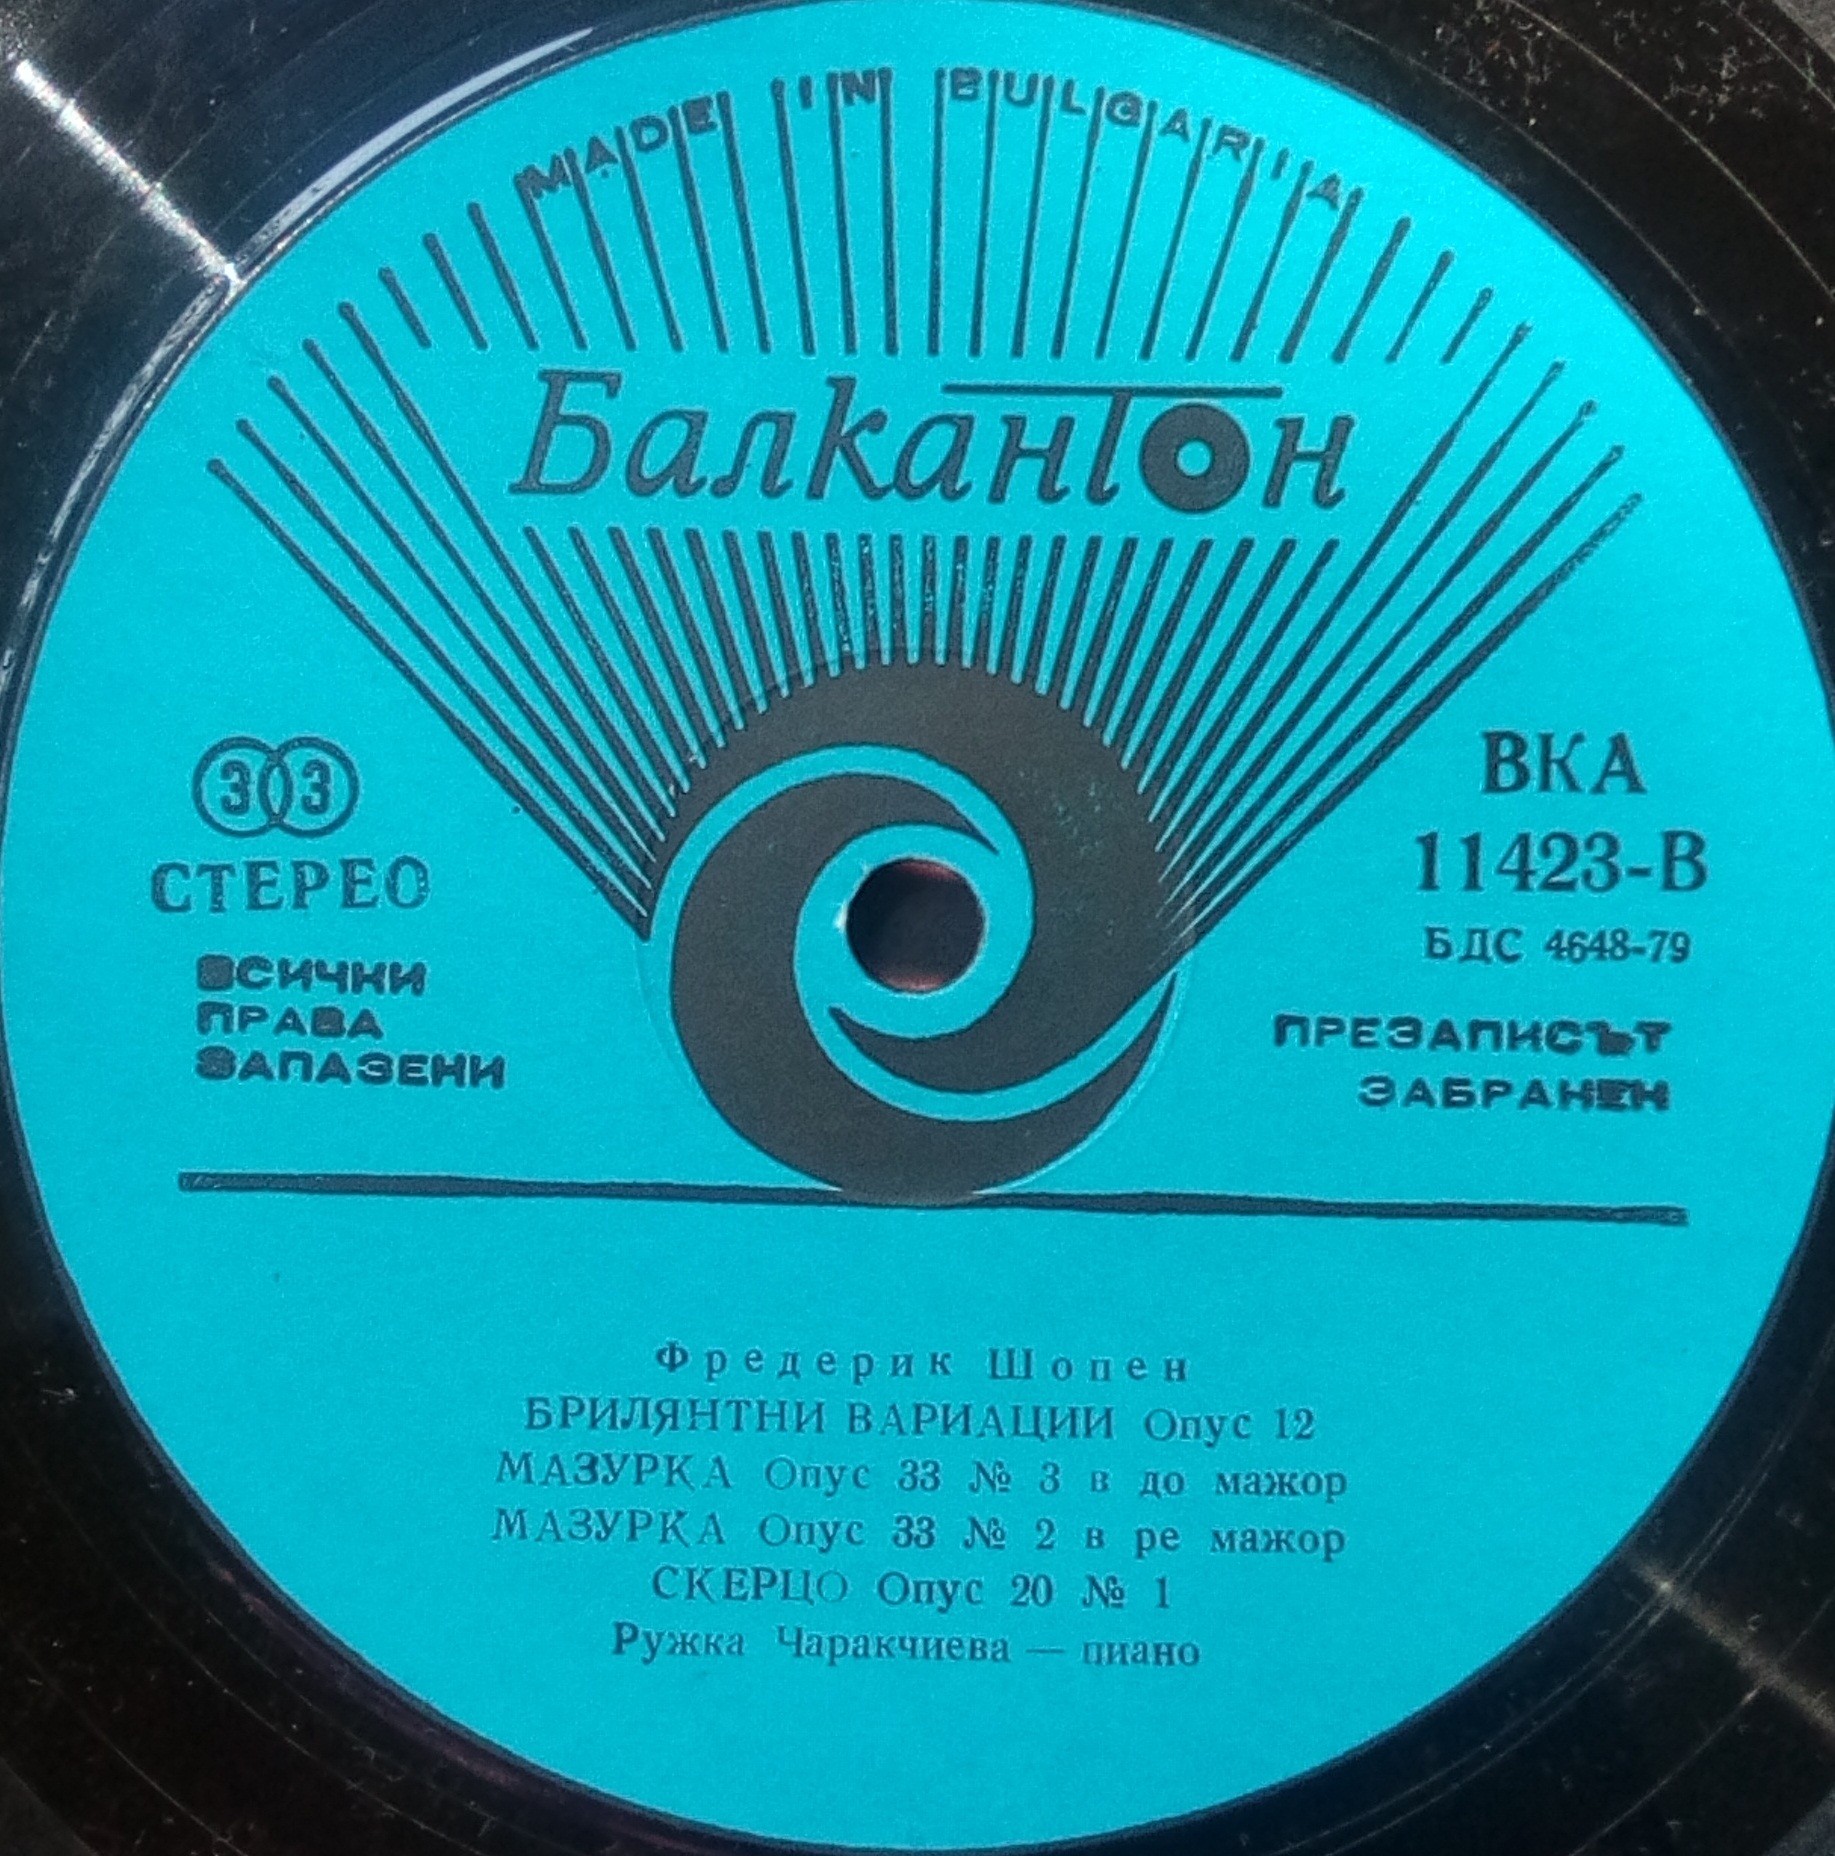 MADE IN BULGARIA
Балкантон
33
СТЕРЕО
ВСИЧКИ
ПРАВА
ЗАПАЗЕНИ
ВКА
11423-В
БДС 4648-79
ПРЕЗАПИСЪТ
ЗАБРАНЕН
Фредерик Шопен
БРИЛЯНТНИ ВАРИАЦИИ Опус 12
МАЗУРКА Опус 33 № 3 в до мажор
МАЗУРКА Опус 33 № 2 в ре мажор
СКЕРЦО Опус 20 № 1
Ружка Чаракчиева — пиано